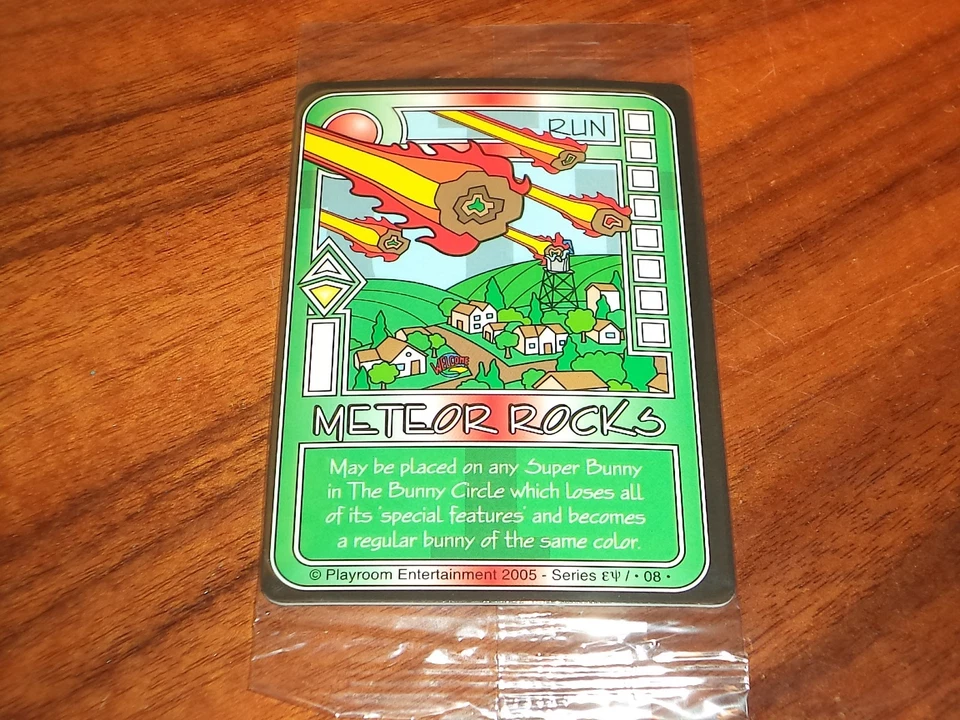 RUN
WELCOME
METEOR ROCKS
May be placed on any Super Bunny
in The Bunny Circle which loses all
of its 'special features' and becomes
a regular bunny of the same color.
© Playroom Entertainment 2005 - Series εψ / • 08 •